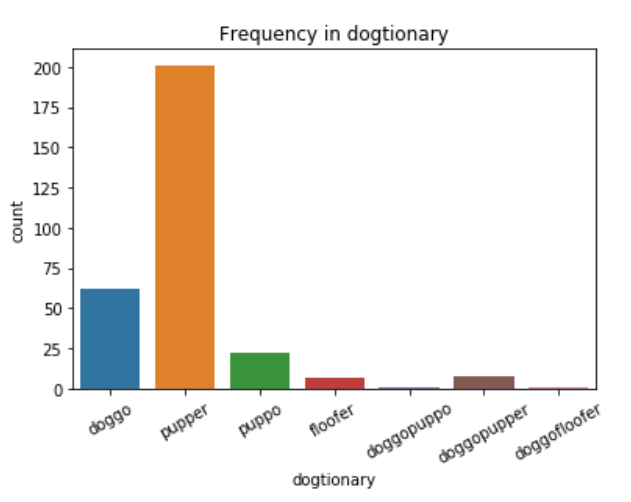 Frequency in dogtionary
200
175
150
125
100
75
50
25
0
count
doggo
pupper
puppo
floofer
doggopuppo
doggopupper
doggofloofer
dogtionary